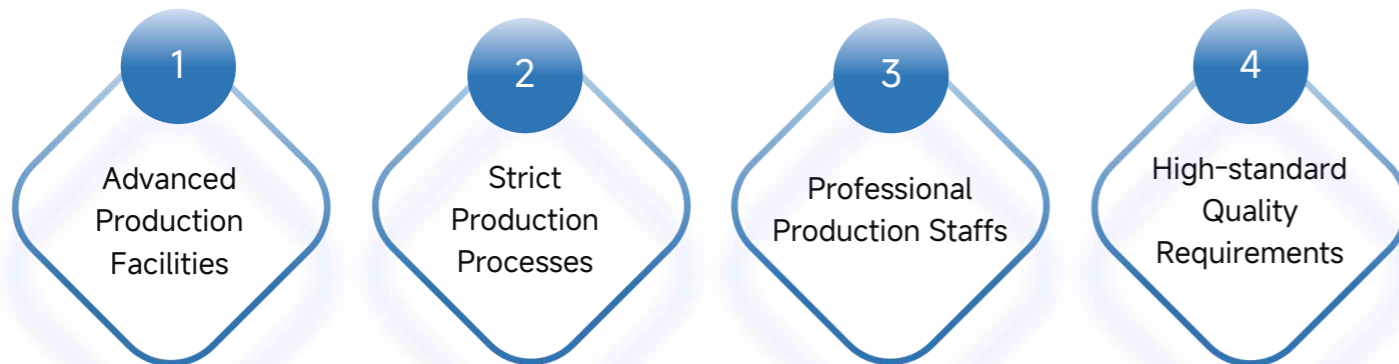 1
Advanced
Production
Facilities
2
Strict
Production
Processes
3
Professional
Production Staffs
4
High-standard
Quality
Requirements